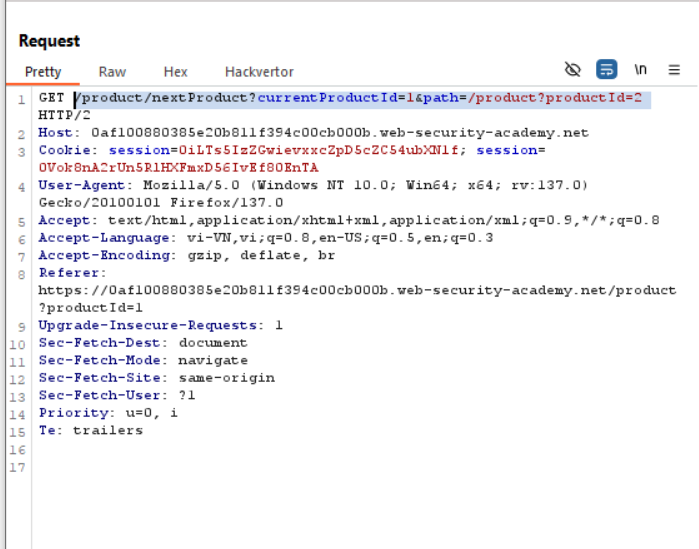 Request
Pretty Raw Hex Hackvertor \n
1 GET /product/nextProduct?currentProductId=1&path=/product?productId=2
HTTP/2
2 Host: 0af100880385e20b811f394c00cb000b.web-security-academy.net
3 Cookie: session=OiLTs5IzZGwievxxcZpD5cZC54ubXN1f; session=
OVok8nA2rUn5R1HXFmxD56IvEf80EnTA
4 User-Agent: Mozilla/5.0 (Windows NT 10.0; Win64; x64; rv:137.0)
Gecko/20100101 Firefox/137.0
5 Accept: text/html,application/xhtml+xml,application/xml;q=0.9,*/*;q=0.8
6 Accept-Language: vi-VN,vi;q=0.8,en-US;q=0.5,en;q=0.3
7 Accept-Encoding: gzip, deflate, br
8 Referer:
https://0af100880385e20b811f394c00cb000b.web-security-academy.net/product
?productId=1
9 Upgrade-Insecure-Requests: 1
10 Sec-Fetch-Dest: document
11 Sec-Fetch-Mode: navigate
12 Sec-Fetch-Site: same-origin
13 Sec-Fetch-User: ?1
14 Priority: u=0, i
15 Te: trailers
16
17